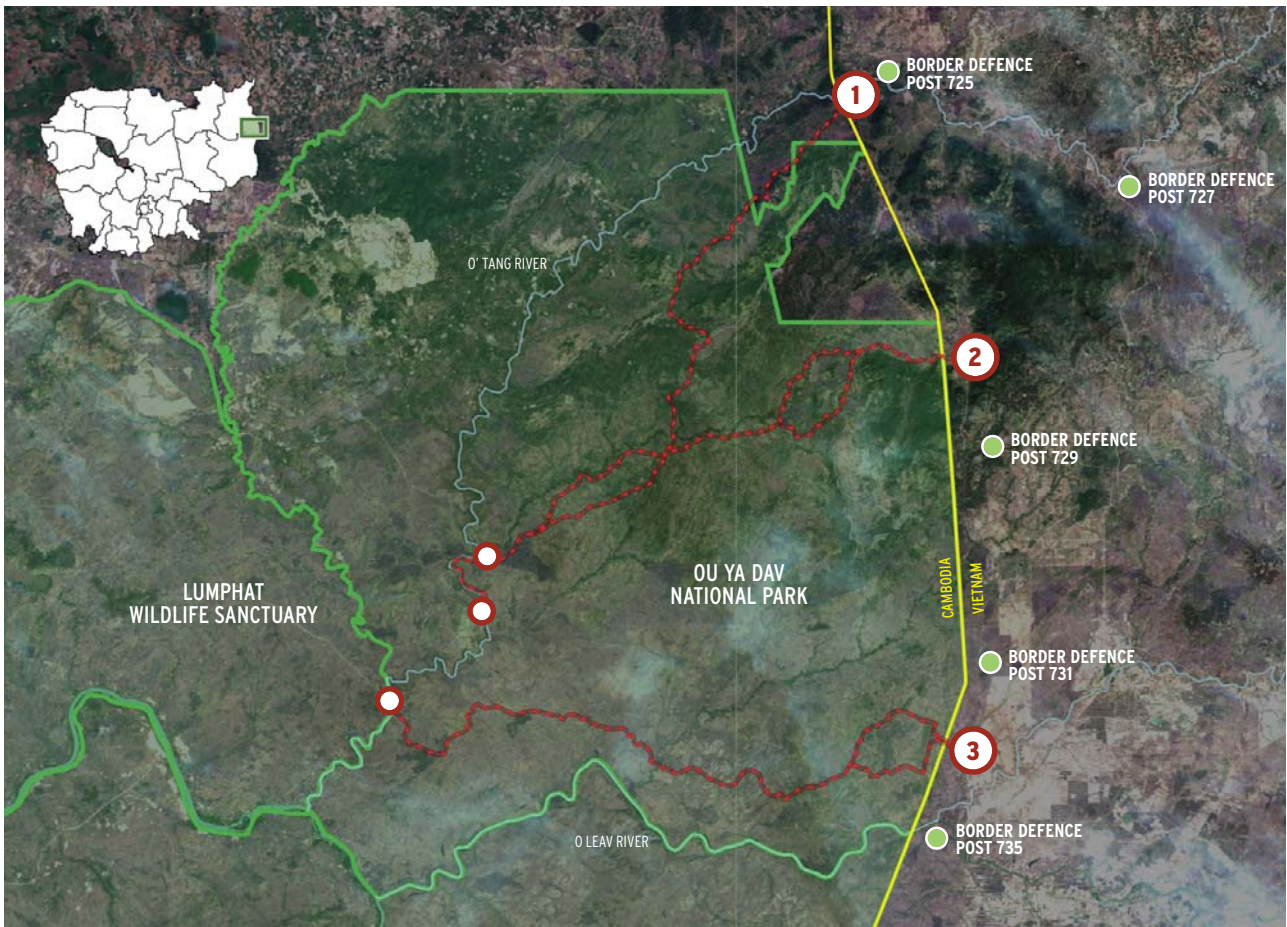 BORDER DEFENCE
POST 725
1
BORDER DEFENCE
POST 727
O' TANG RIVER
2
BORDER DEFENCE
POST 729
LUMPHAT
WILDLIFE SANCTUARY
OU YA DAV
NATIONAL PARK
CAMBODIA
VIETNAM
BORDER DEFENCE
POST 731
3
O LEAV RIVER
BORDER DEFENCE
POST 735